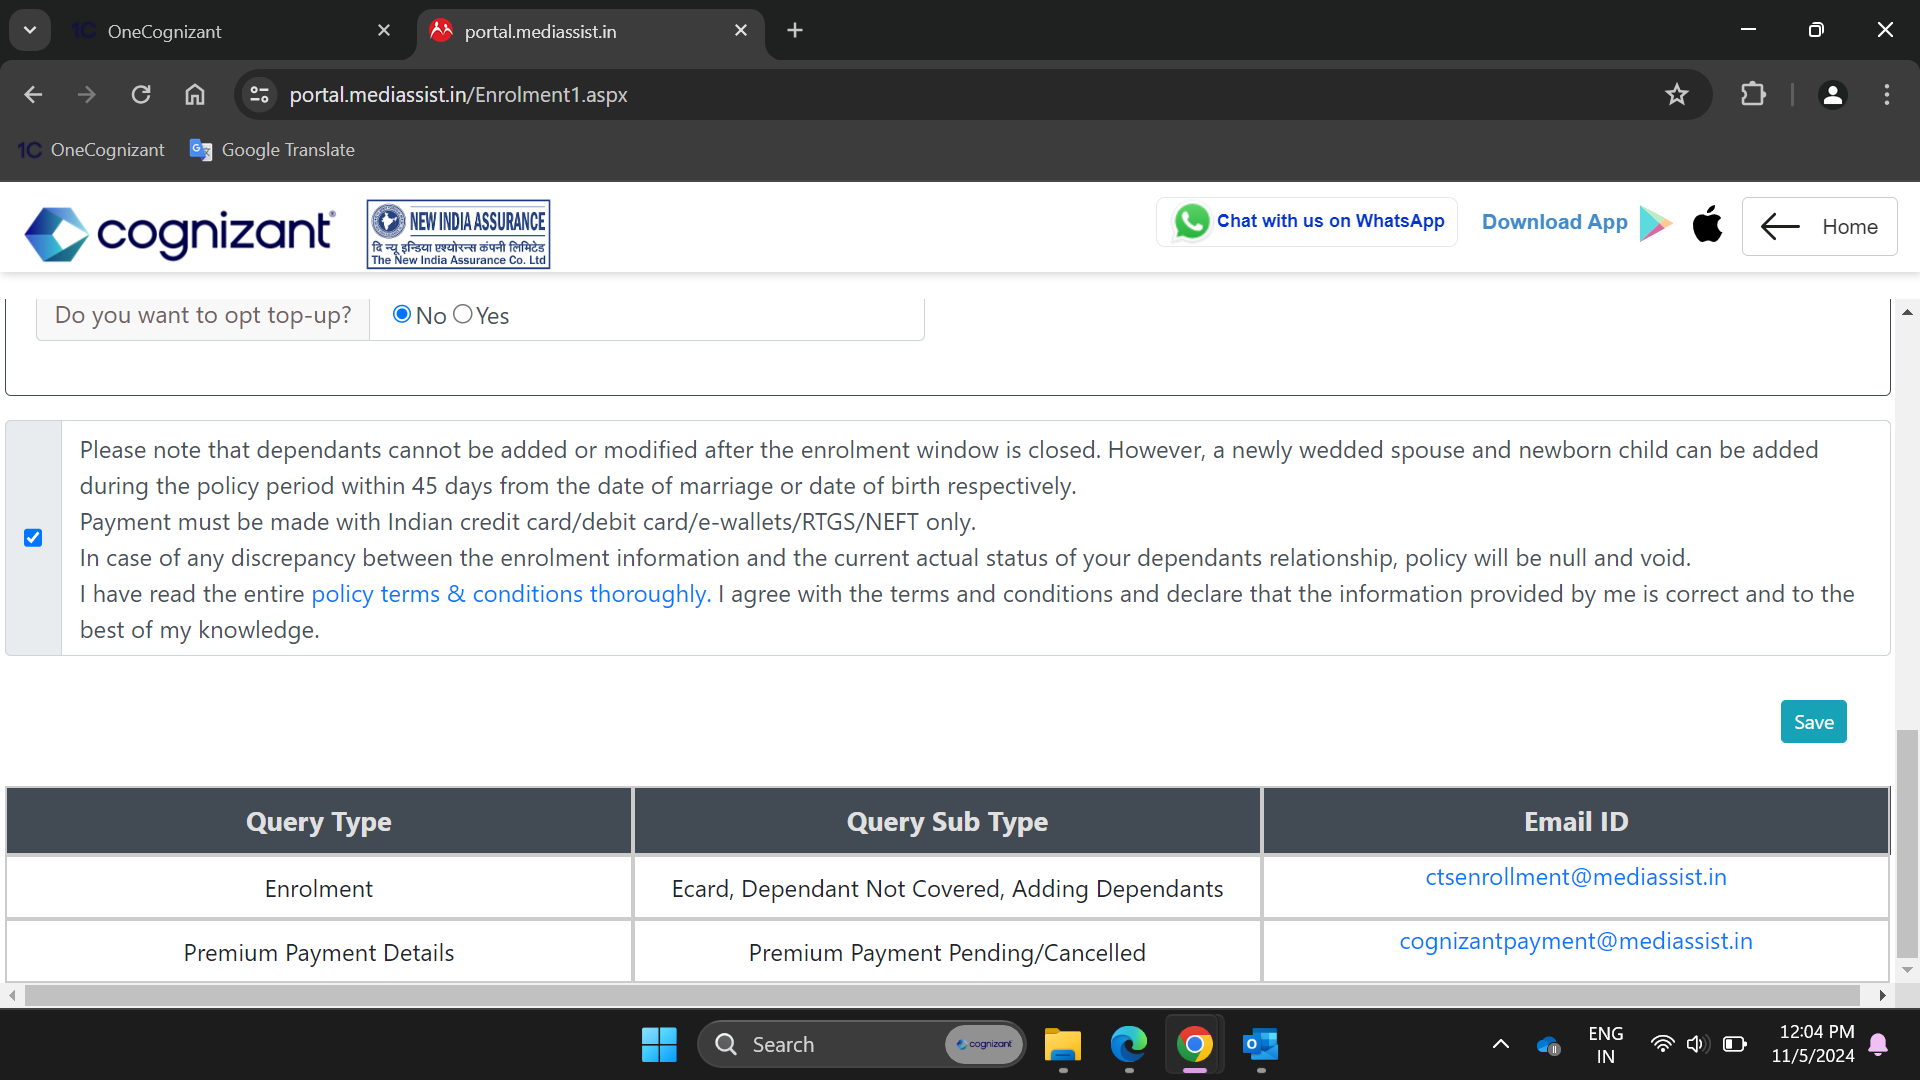 OneCognizant
portal.mediassist.in
portal.mediassist.in/Enrolment1.aspx
1C OneCognizant
Google Translate
cognizant
NEW INDIA ASSURANCE
दि न्यू इन्डिया एश्योरन्स कंपनी लिमिटेड
The New India Assurance Co. Ltd
Chat with us on WhatsApp
Download App
Home
Do you want to opt top-up?
No Yes
Please note that dependants cannot be added or modified after the enrolment window is closed. However, a newly wedded spouse and newborn child can be added
during the policy period within 45 days from the date of marriage or date of birth respectively.
Payment must be made with Indian credit card/debit card/e-wallets/RTGS/NEFT only.
In case of any discrepancy between the enrolment information and the current actual status of your dependants relationship, policy will be null and void.
I have read the entire policy terms & conditions thoroughly. I agree with the terms and conditions and declare that the information provided by me is correct and to the
best of my knowledge.
Save
Query Type Query Sub Type Email ID
Enrolment Ecard, Dependant Not Covered, Adding Dependants ctsenrollment@mediassist.in
Premium Payment Details Premium Payment Pending/Cancelled cognizantpayment@mediassist.in
Search
cognizant
ENG
IN
12:04 PM
11/5/2024